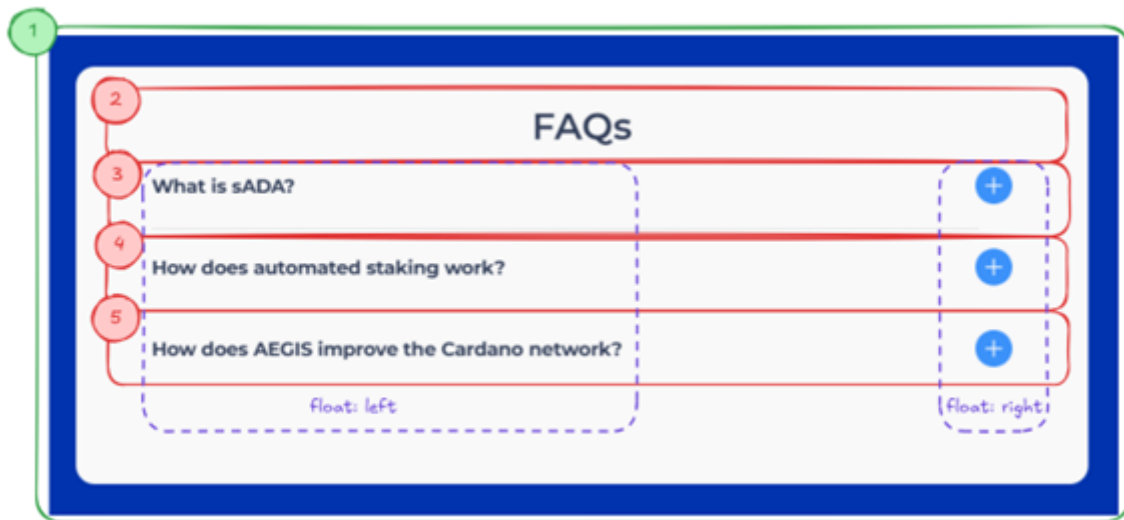 1
2
FAQs
3
What is sADA?
4
How does automated staking work?
5
How does AEGIS improve the Cardano network?
float: left
float: right